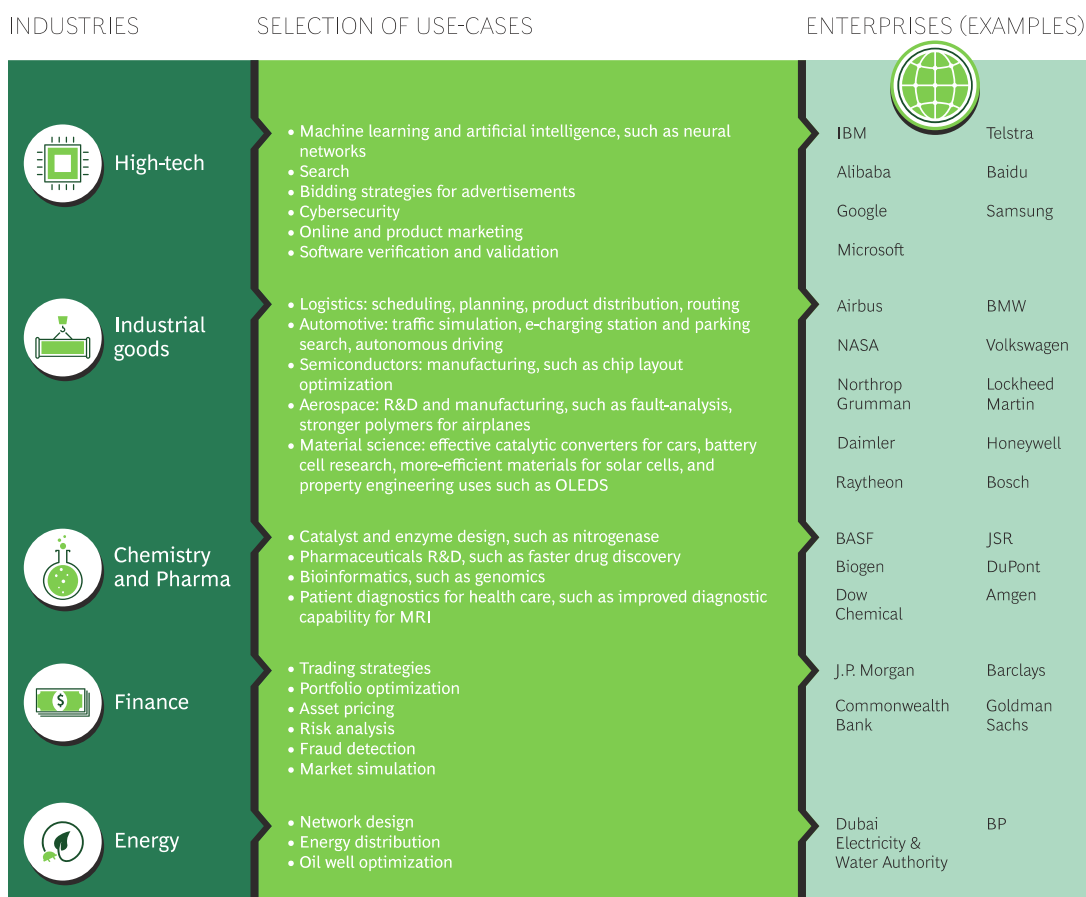 INDUSTRIES
SELECTION OF USE-CASES
ENTERPRISES (EXAMPLES)
High-tech
• Machine learning and artificial intelligence, such as neural
networks
• Search
• Bidding strategies for advertisements
• Cybersecurity
• Online and product marketing
• Software verification and validation
IBM
Telstra
Alibaba
Baidu
Google
Samsung
Microsoft
Industrial
goods
• Logistics: scheduling, planning, product distribution, routing
• Automotive: traffic simulation, e-charging station and parking
search, autonomous driving
• Semiconductors: manufacturing, such as chip layout
optimization
• Aerospace: R&D and manufacturing, such as fault-analysis,
stronger polymers for airplanes
• Material science: effective catalytic converters for cars, battery
cell research, more-efficient materials for solar cells, and
property engineering uses such as OLEDS
Airbus
BMW
NASA
Volkswagen
Northrop
Grumman
Lockheed
Martin
Daimler
Honeywell
Raytheon
Bosch
Chemistry
and Pharma
• Catalyst and enzyme design, such as nitrogenase
• Pharmaceuticals R&D, such as faster drug discovery
• Bioinformatics, such as genomics
• Patient diagnostics for health care, such as improved diagnostic
capability for MRI
BASF
JSR
Biogen
DuPont
Dow
Chemical
Amgen
$
Finance
• Trading strategies
• Portfolio optimization
• Asset pricing
• Risk analysis
• Fraud detection
• Market simulation
J.P. Morgan
Barclays
Commonwealth
Bank
Goldman
Sachs
Energy
• Network design
• Energy distribution
• Oil well optimization
Dubai
Electricity &
Water Authority
BP